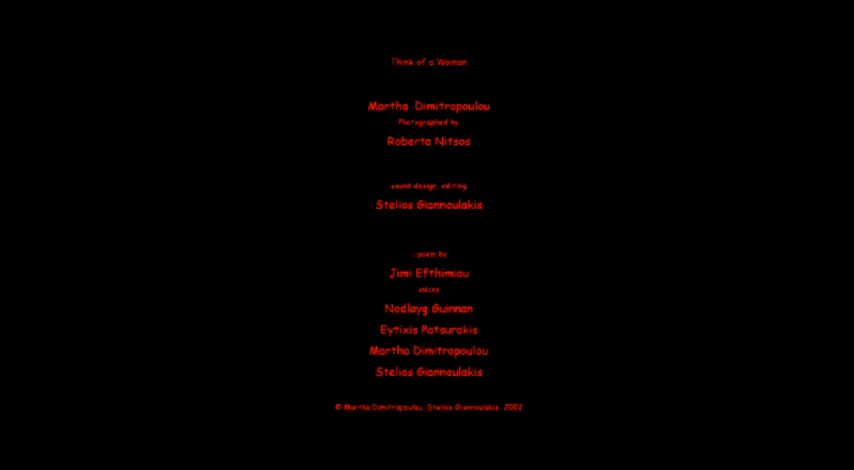 Think of a Woman
Martha Dimitropoulou
Photographed by
Roberta Nitsos
sound design, editing
Stelios Giannoulakis
poem by
Jimi Efthimiou
voices
Nodlayg Guinnan
Eytixis Patsurakis
Martha Dimitropoulou
Stelios Giannoulakis
© Martha Dimitropoulou, Stelios Giannoulakis, 2002